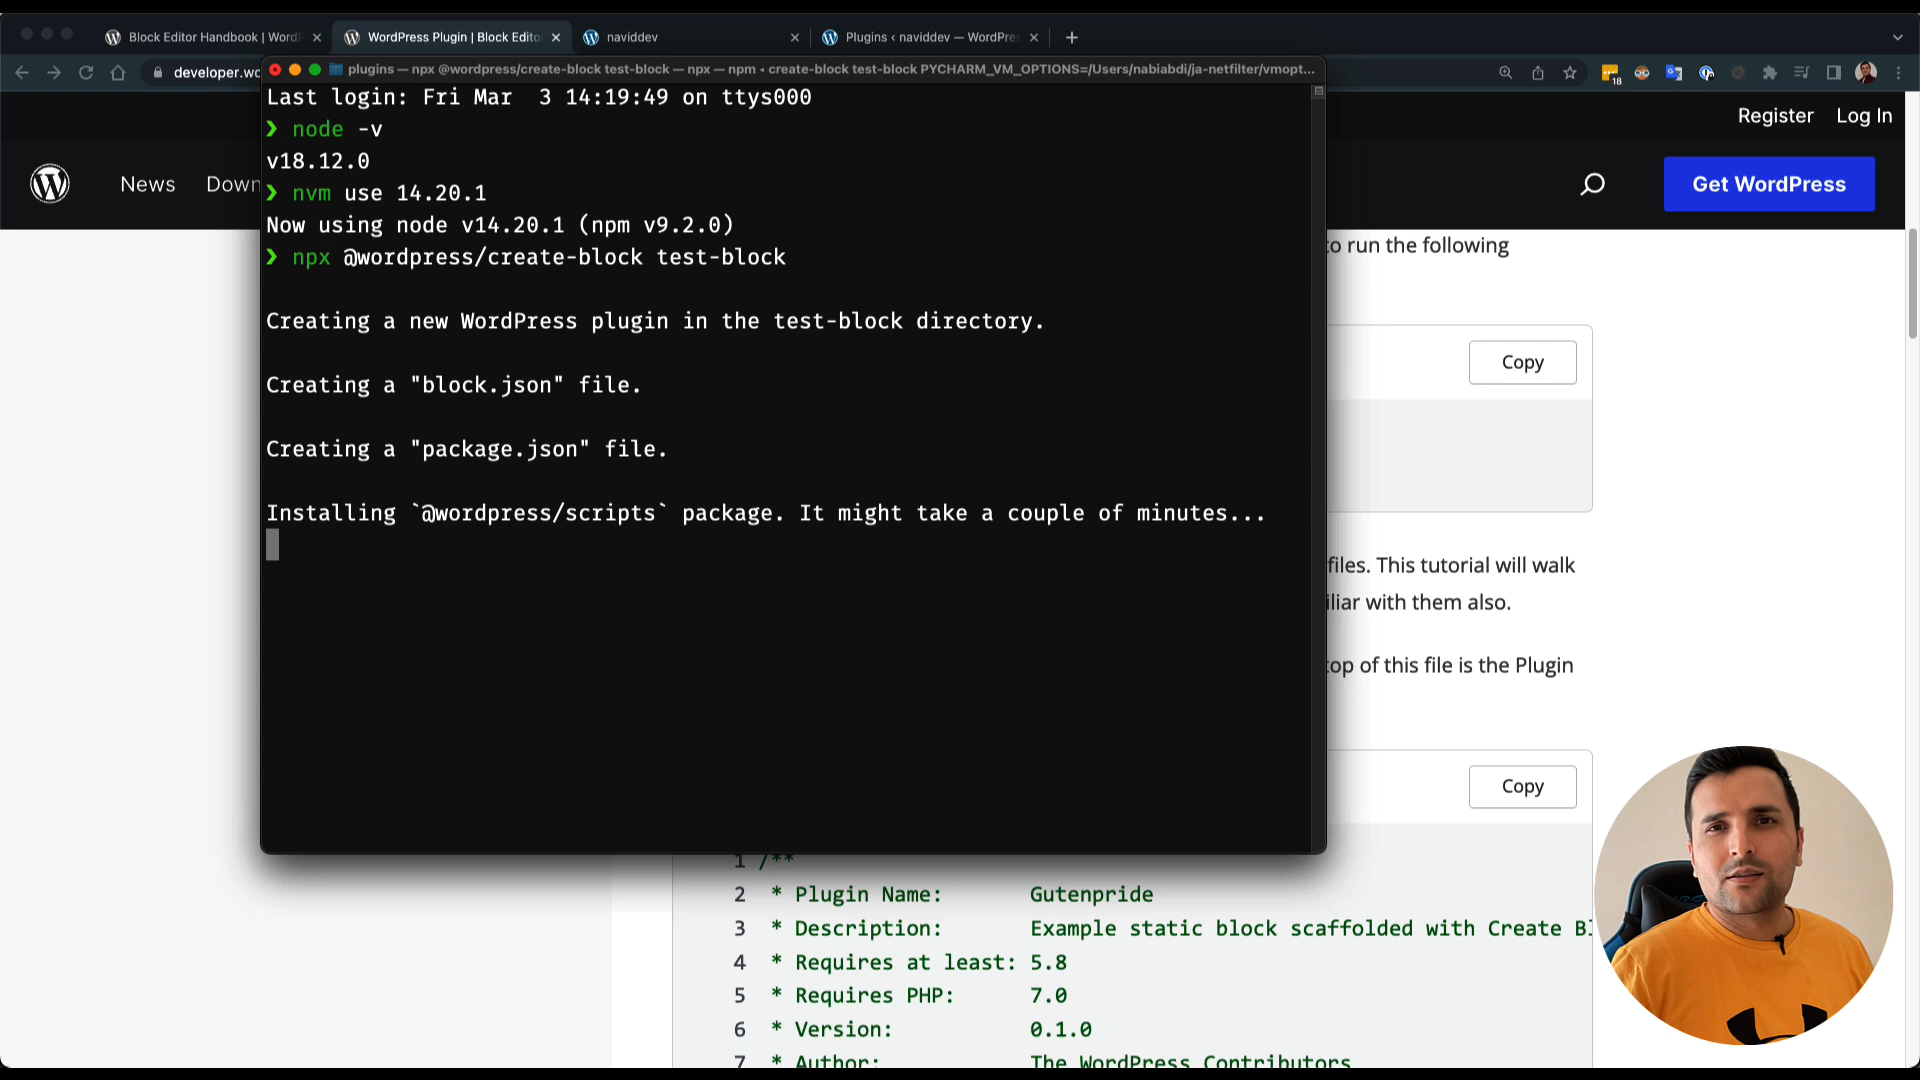 Block Editor Handbook | Word
WordPress Plugin | Block Edito
naviddev
Plugins ‹ naviddev — WordPre
developer.wo
18
plugins — npx @wordpress/create-block test-block — npx — npm ◂ create-block test-block PYCHARM_VM_OPTIONS=/Users/nabiabdi/ja-netfilter/vmopt...
Last login: Fri Mar  3 14:19:49 on ttys000
❯ node -v
v18.12.0
❯ nvm use 14.20.1
Now using node v14.20.1 (npm v9.2.0)
❯ npx @wordpress/create-block test-block
Creating a new WordPress plugin in the test-block directory.
Creating a "block.json" file.
Creating a "package.json" file.
Installing `@wordpress/scripts` package. It might take a couple of minutes...
Register
Log In
News
Down
Get WordPress
to run the following
Copy
files. This tutorial will walk
iliar with them also.
top of this file is the Plugin
Copy
1 /**
2 * Plugin Name: Gutenpride
3 * Description: Example static block scaffolded with Create Bl
4 * Requires at least: 5.8
5 * Requires PHP: 7.0
6 * Version: 0.1.0
7 * Author: The WordPress Contributors